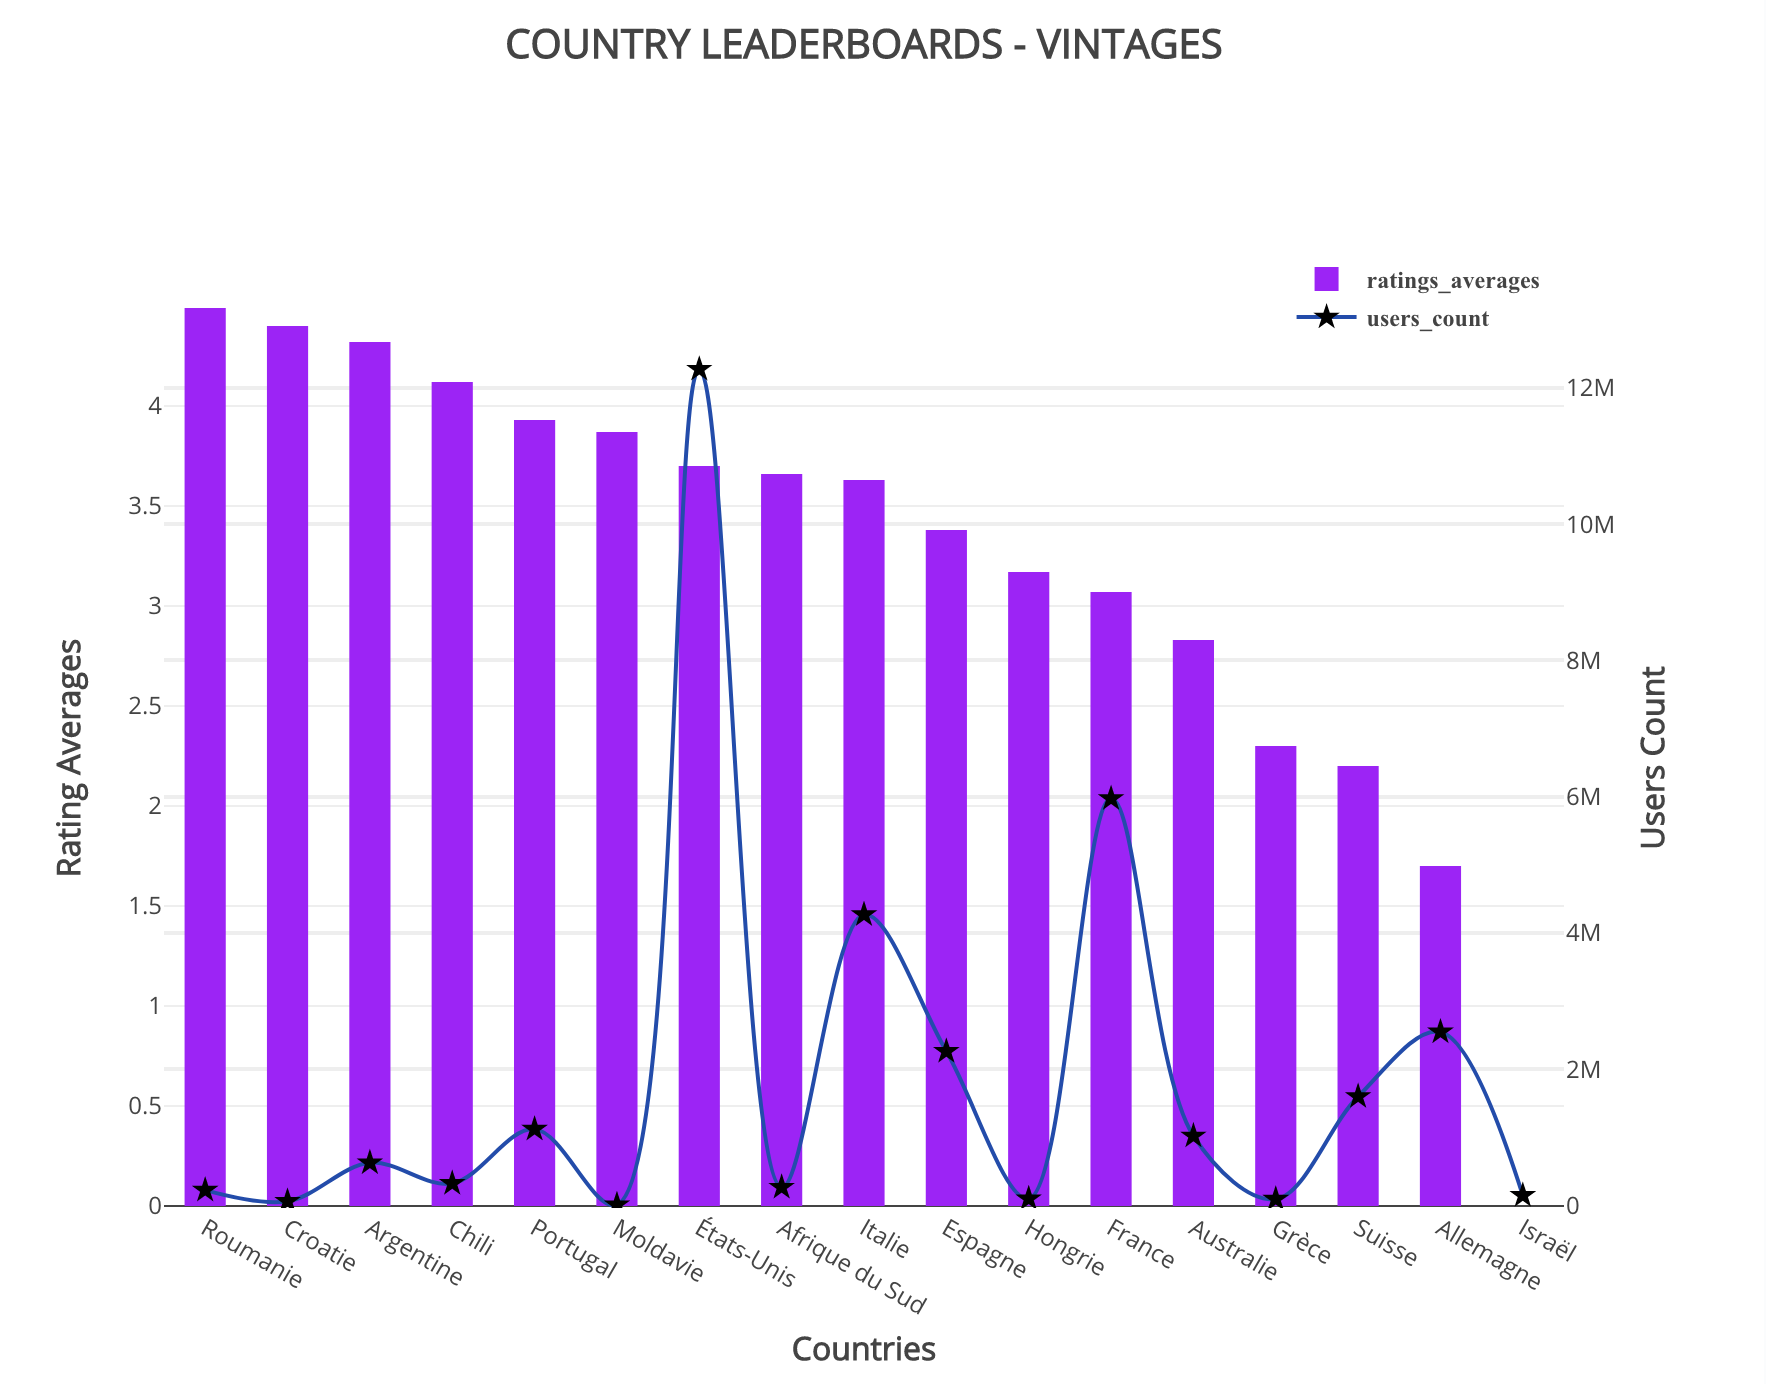 COUNTRY LEADERBOARDS - VINTAGES
ratings_averages
users_count
4
3.5
3
2.5
2
1.5
1
0.5
0
Rating Averages
12M
10M
8M
6M
4M
2M
0
Users Count
Roumanie
Croatie
Argentine
Chili
Portugal
Moldavie
États-Unis
Afrique du Sud
Italie
Espagne
Hongrie
France
Australie
Grèce
Suisse
Allemagne
Israël
Countries